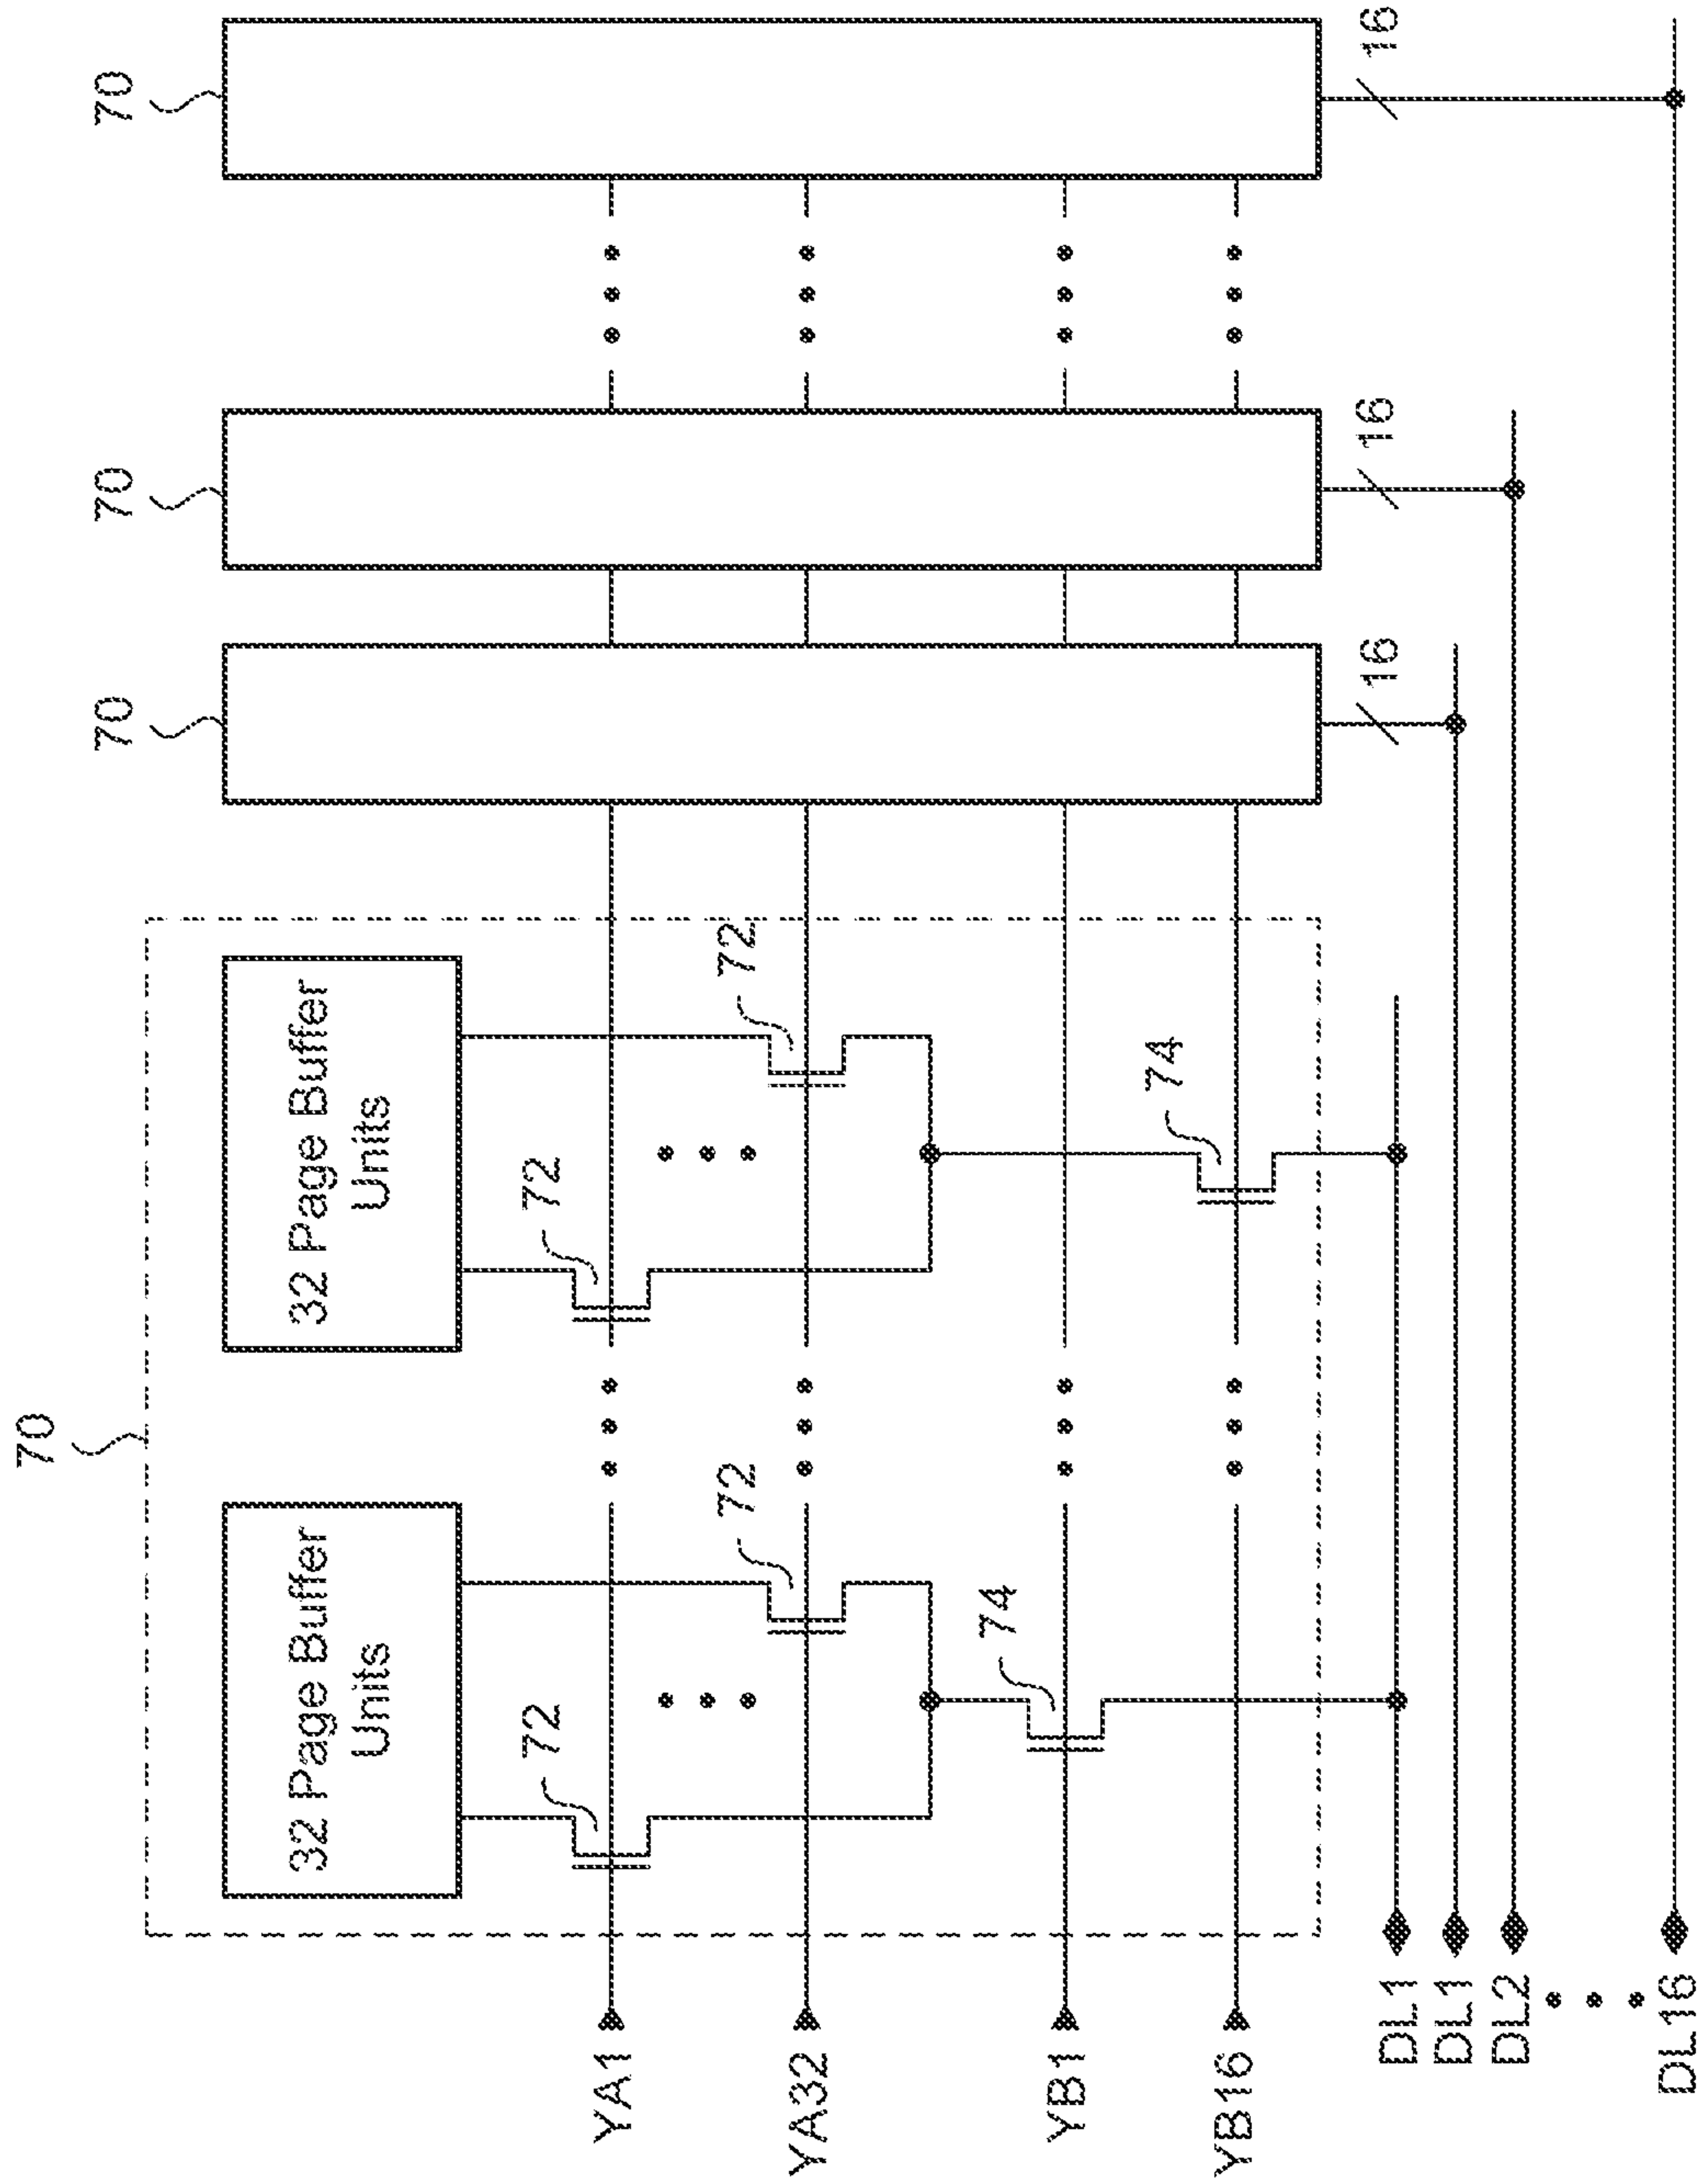 70
70
70
70
32 Page Buffer
Units
32 Page Buffer
Units
72
72
YA1
72
72
YA32
74
YB1
74
YB16
16
16
16
DL1
DL1
DL2
DL16